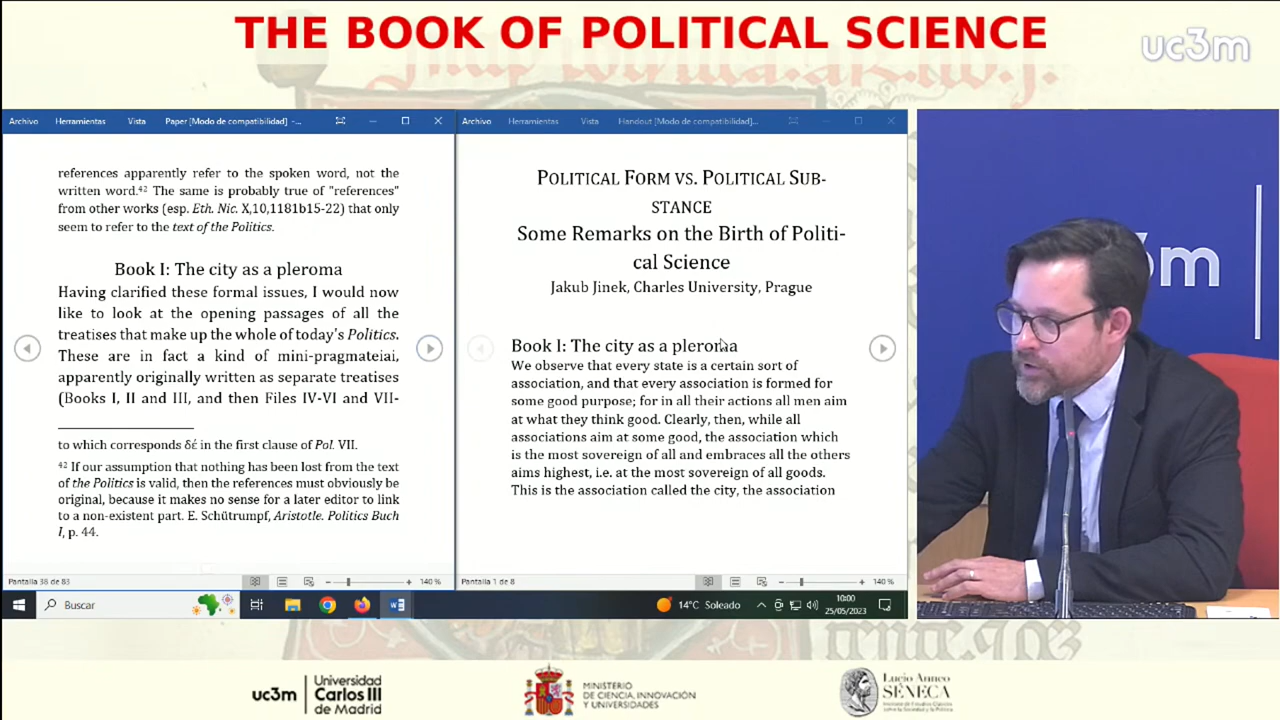 THE BOOK OF POLITICAL SCIENCE
uc3m
Archivo Herramientas Vista Paper [Modo de compatibilidad] -...
Archivo Herramientas Vista Handout [Modo de compatibilidad]...
references apparently refer to the spoken word, not the
written word.⁴² The same is probably true of "references"
from other works (esp. Eth. Nic. X,10,1181b15-22) that only
seem to refer to the text of the Politics.
Book I: The city as a pleroma
Having clarified these formal issues, I would now
like to look at the opening passages of all the
treatises that make up the whole of today's Politics.
These are in fact a kind of mini-pragmateiai,
apparently originally written as separate treatises
(Books I, II and III, and then Files IV-VI and VII-
to which corresponds δέ in the first clause of Pol. VII.
⁴² If our assumption that nothing has been lost from the text
of the Politics is valid, then the references must obviously be
original, because it makes no sense for a later editor to link
to a non-existent part. E. Schütrumpf, Aristotle. Politics Buch
I, p. 44.
POLITICAL FORM VS. POLITICAL SUB-
STANCE
Some Remarks on the Birth of Politi-
cal Science
Jakub Jinek, Charles University, Prague
Book I: The city as a pleroma
We observe that every state is a certain sort of
association, and that every association is formed for
some good purpose; for in all their actions all men aim
at what they think good. Clearly, then, while all
associations aim at some good, the association which
is the most sovereign of all and embraces all the others
aims highest, i.e. at the most sovereign of all goods.
This is the association called the city, the association
3m
Pantalla 38 de 83
140 %
Pantalla 1 de 8
140 %
Buscar
14°C Soleado
10:00
25/05/2023
uc3m
Universidad
Carlos III
de Madrid
MINISTERIO
DE CIENCIA, INNOVACIÓN
Y UNIVERSIDADES
Lucio Anneo
SÉNECA